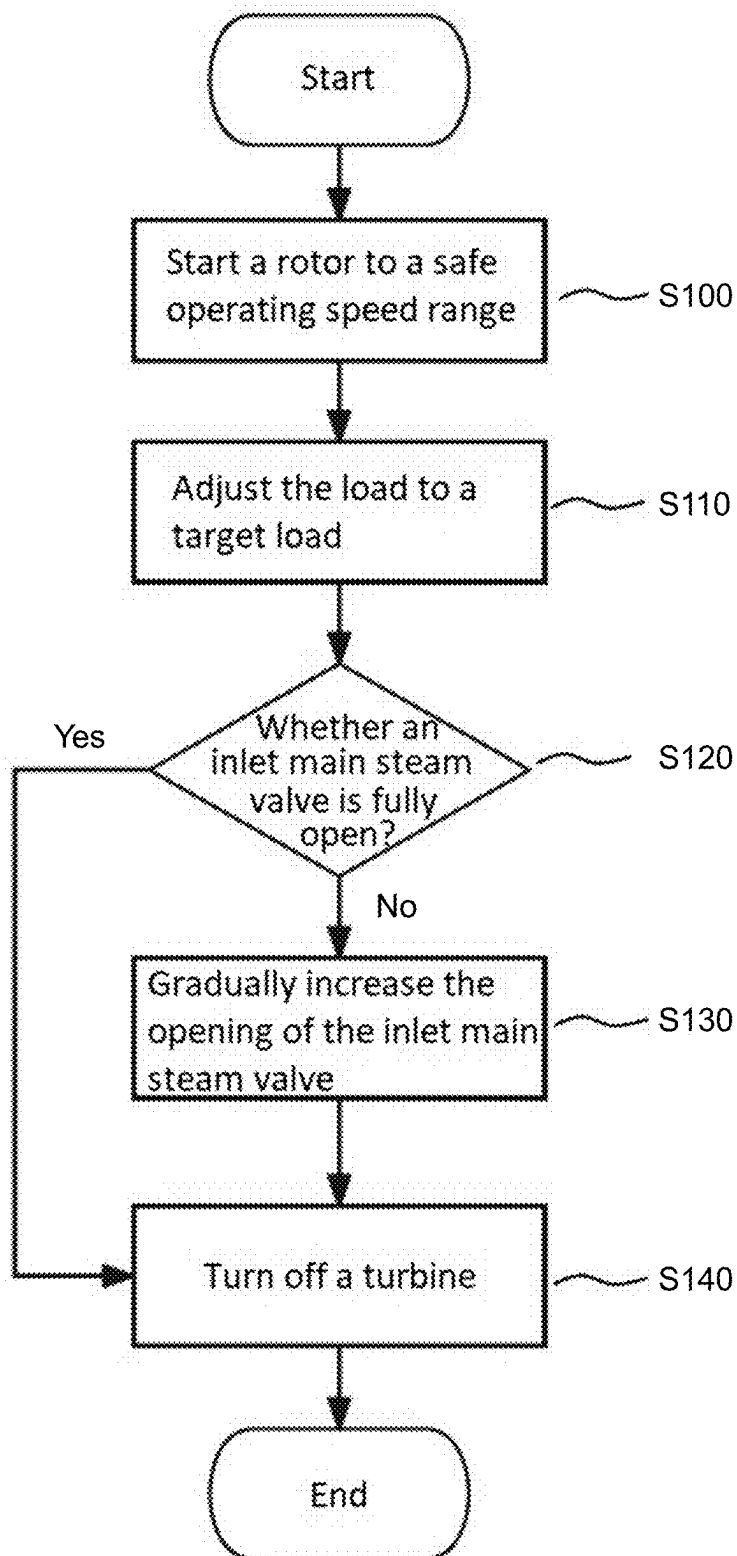 Start
Start a rotor to a safe
operating speed range
S100
Adjust the load to a
target load
S110
Yes
Whether an
inlet main steam
valve is fully
open?
S120
No
Gradually increase the
opening of the inlet main
steam valve
S130
Turn off a turbine
S140
End